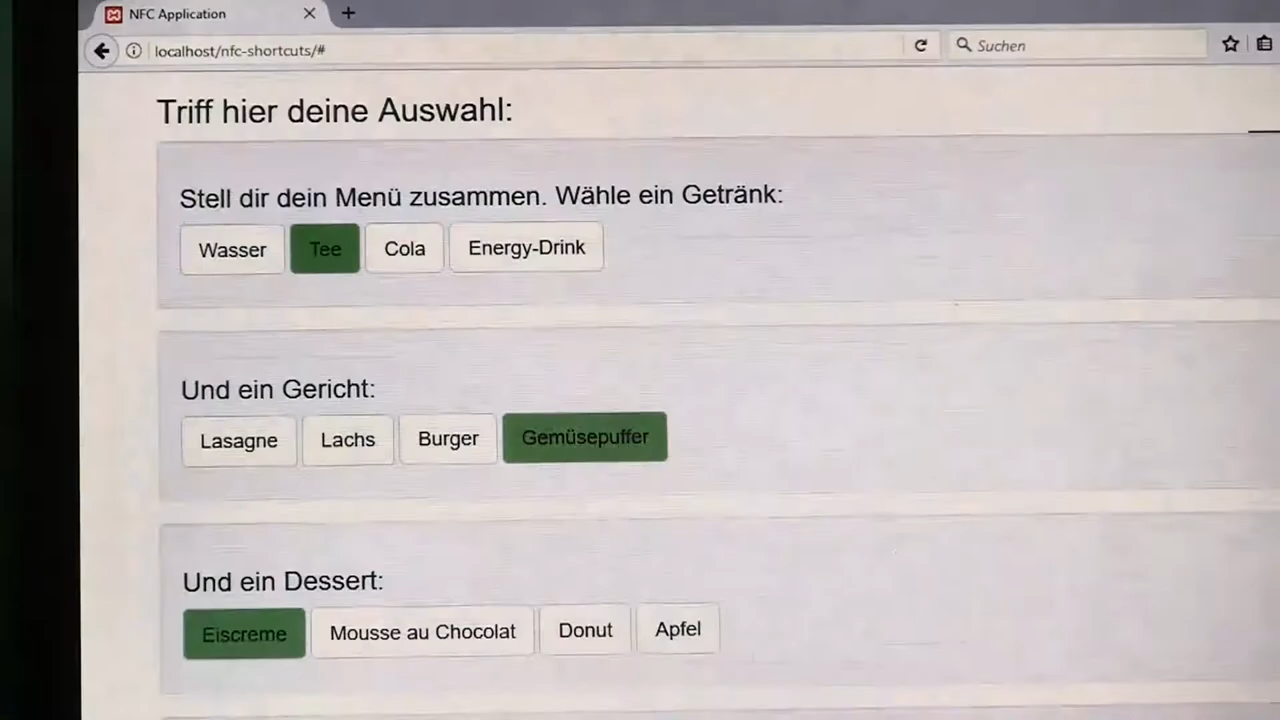 NFC Application
localhost/nfc-shortcuts/#
Suchen
Triff hier deine Auswahl:
Stell dir dein Menü zusammen. Wähle ein Getränk:
Wasser Tee Cola Energy-Drink
Und ein Gericht:
Lasagne Lachs Burger Gemüsepuffer
Und ein Dessert:
Eiscreme Mousse au Chocolat Donut Apfel